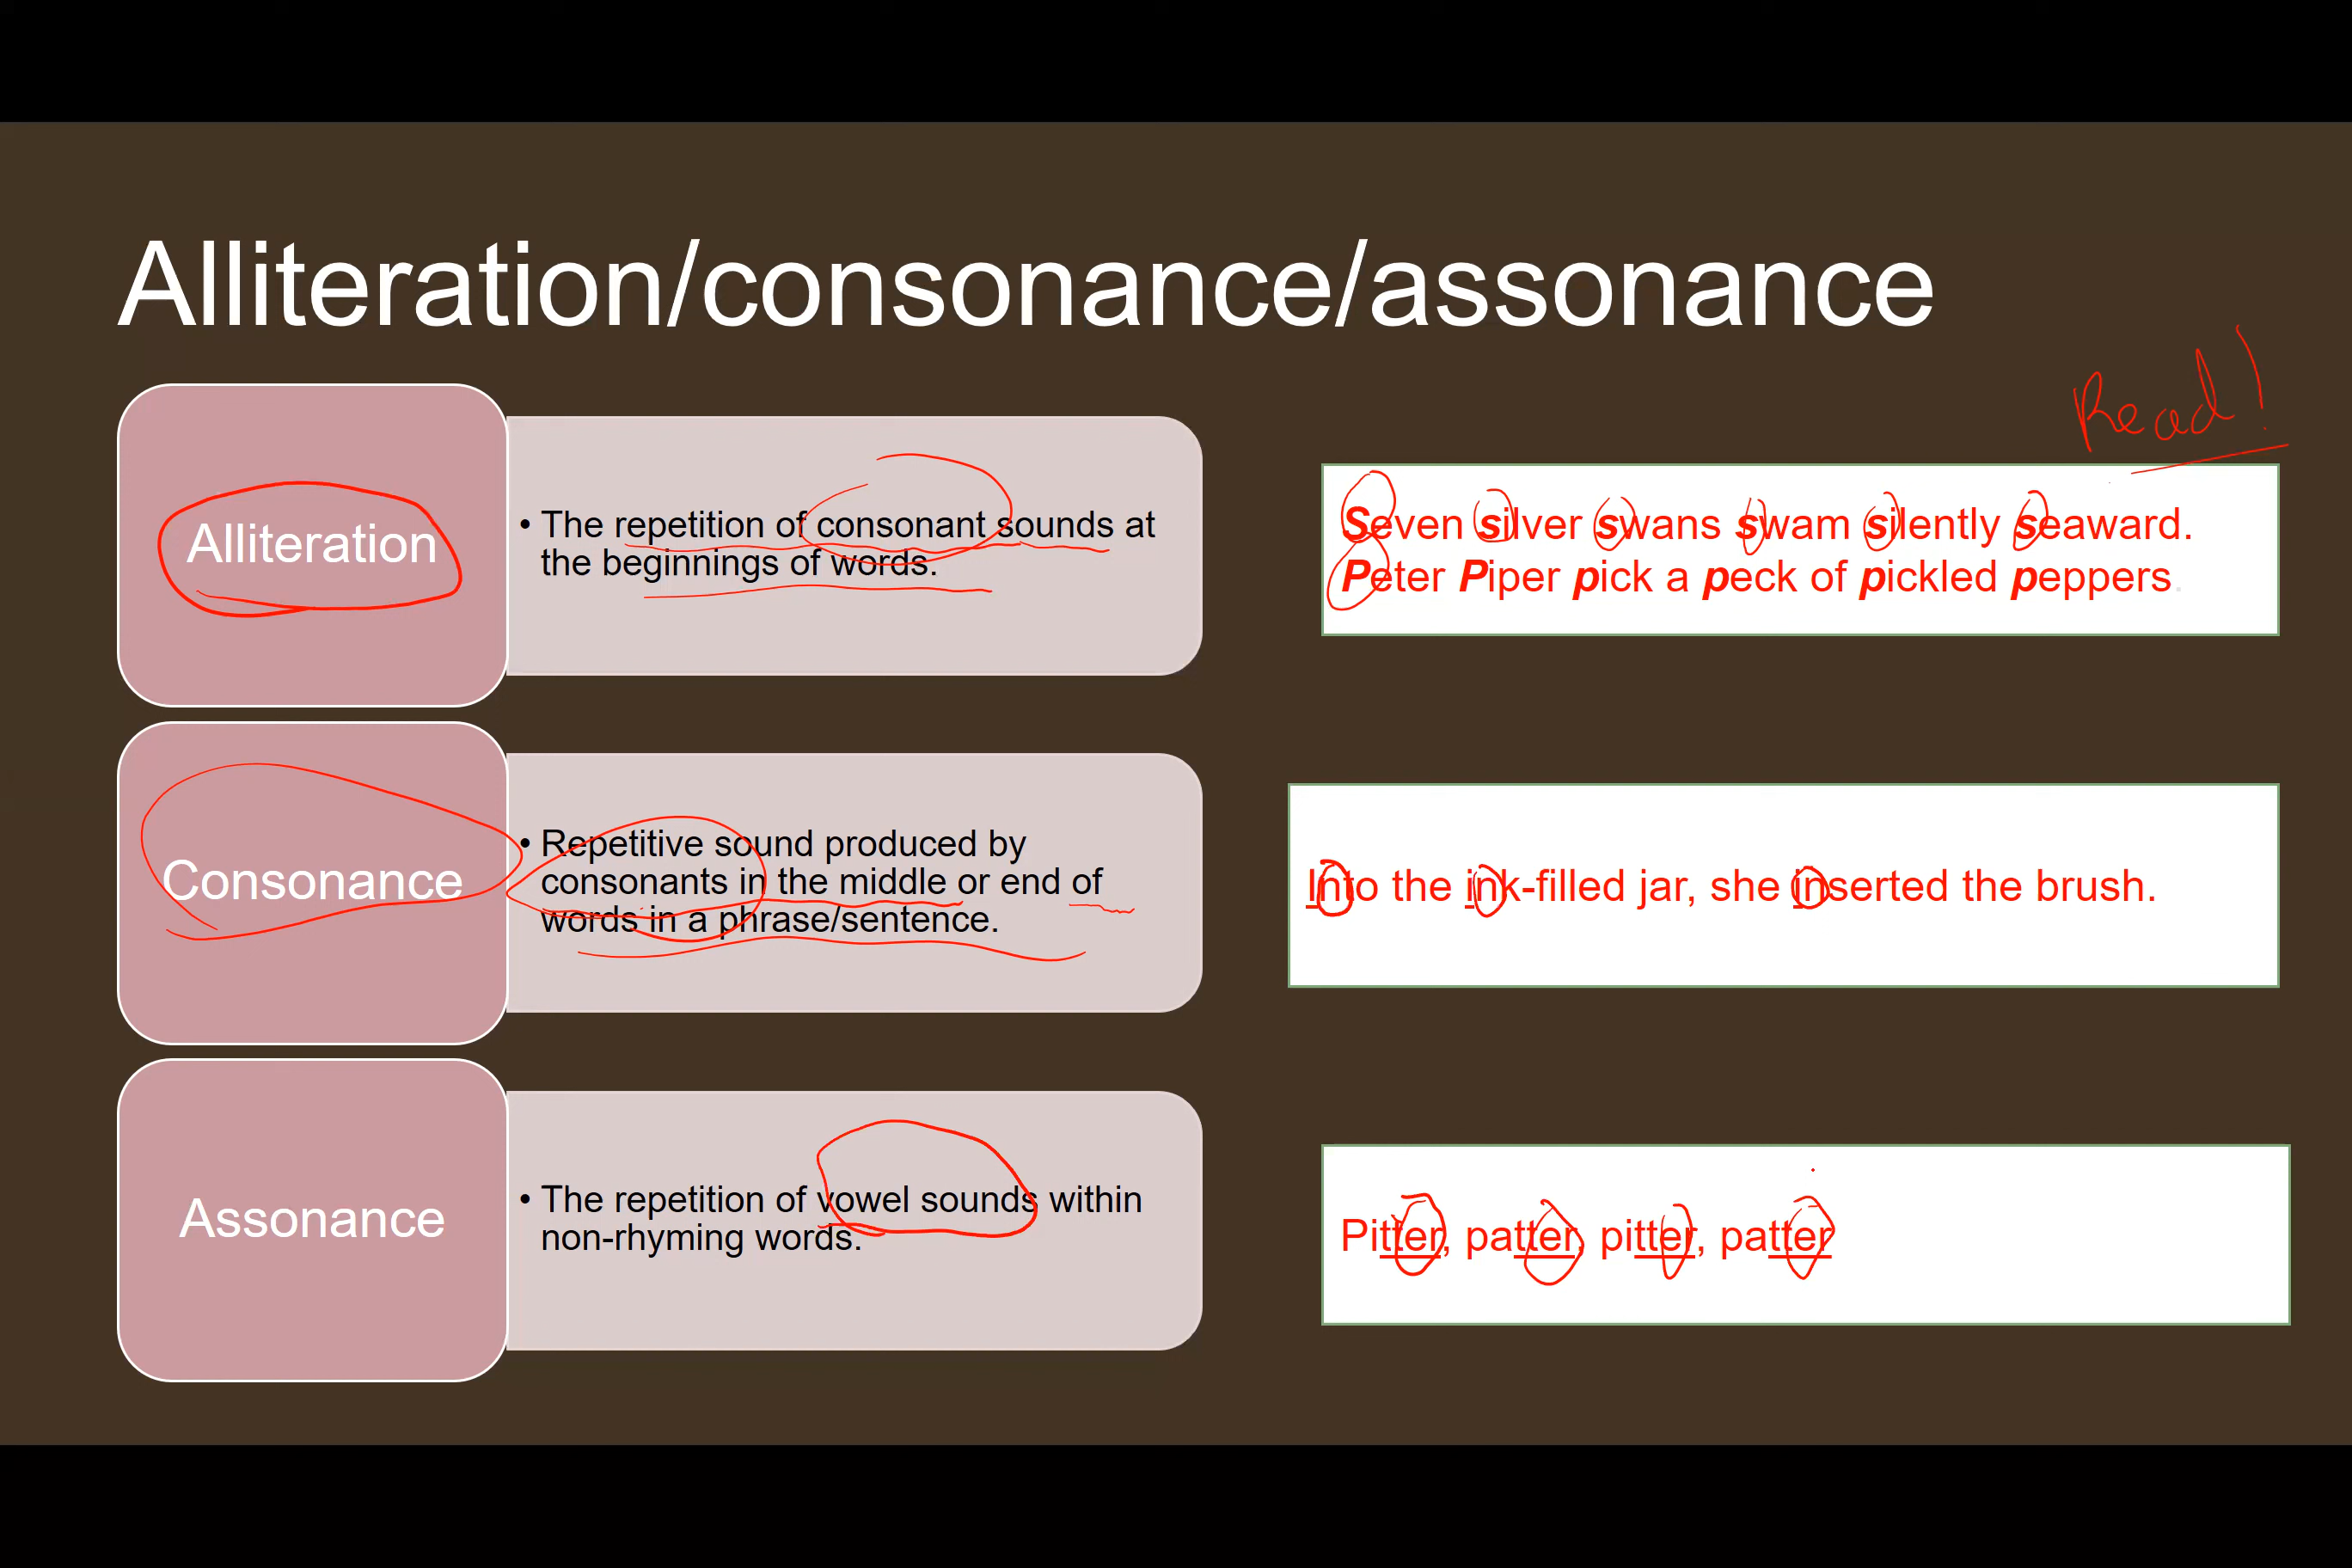 Alliteration/consonance/assonance
Read!
Alliteration
• The repetition of consonant sounds at
the beginnings of words.
Seven silver swans swam silently seaward.
Peter Piper pick a peck of pickled peppers.
Consonance
• Repetitive sound produced by
consonants in the middle or end of
words in a phrase/sentence.
Into the ink-filled jar, she inserted the brush.
Assonance
• The repetition of vowel sounds within
non-rhyming words.
Pitter, patter, pitter, patter